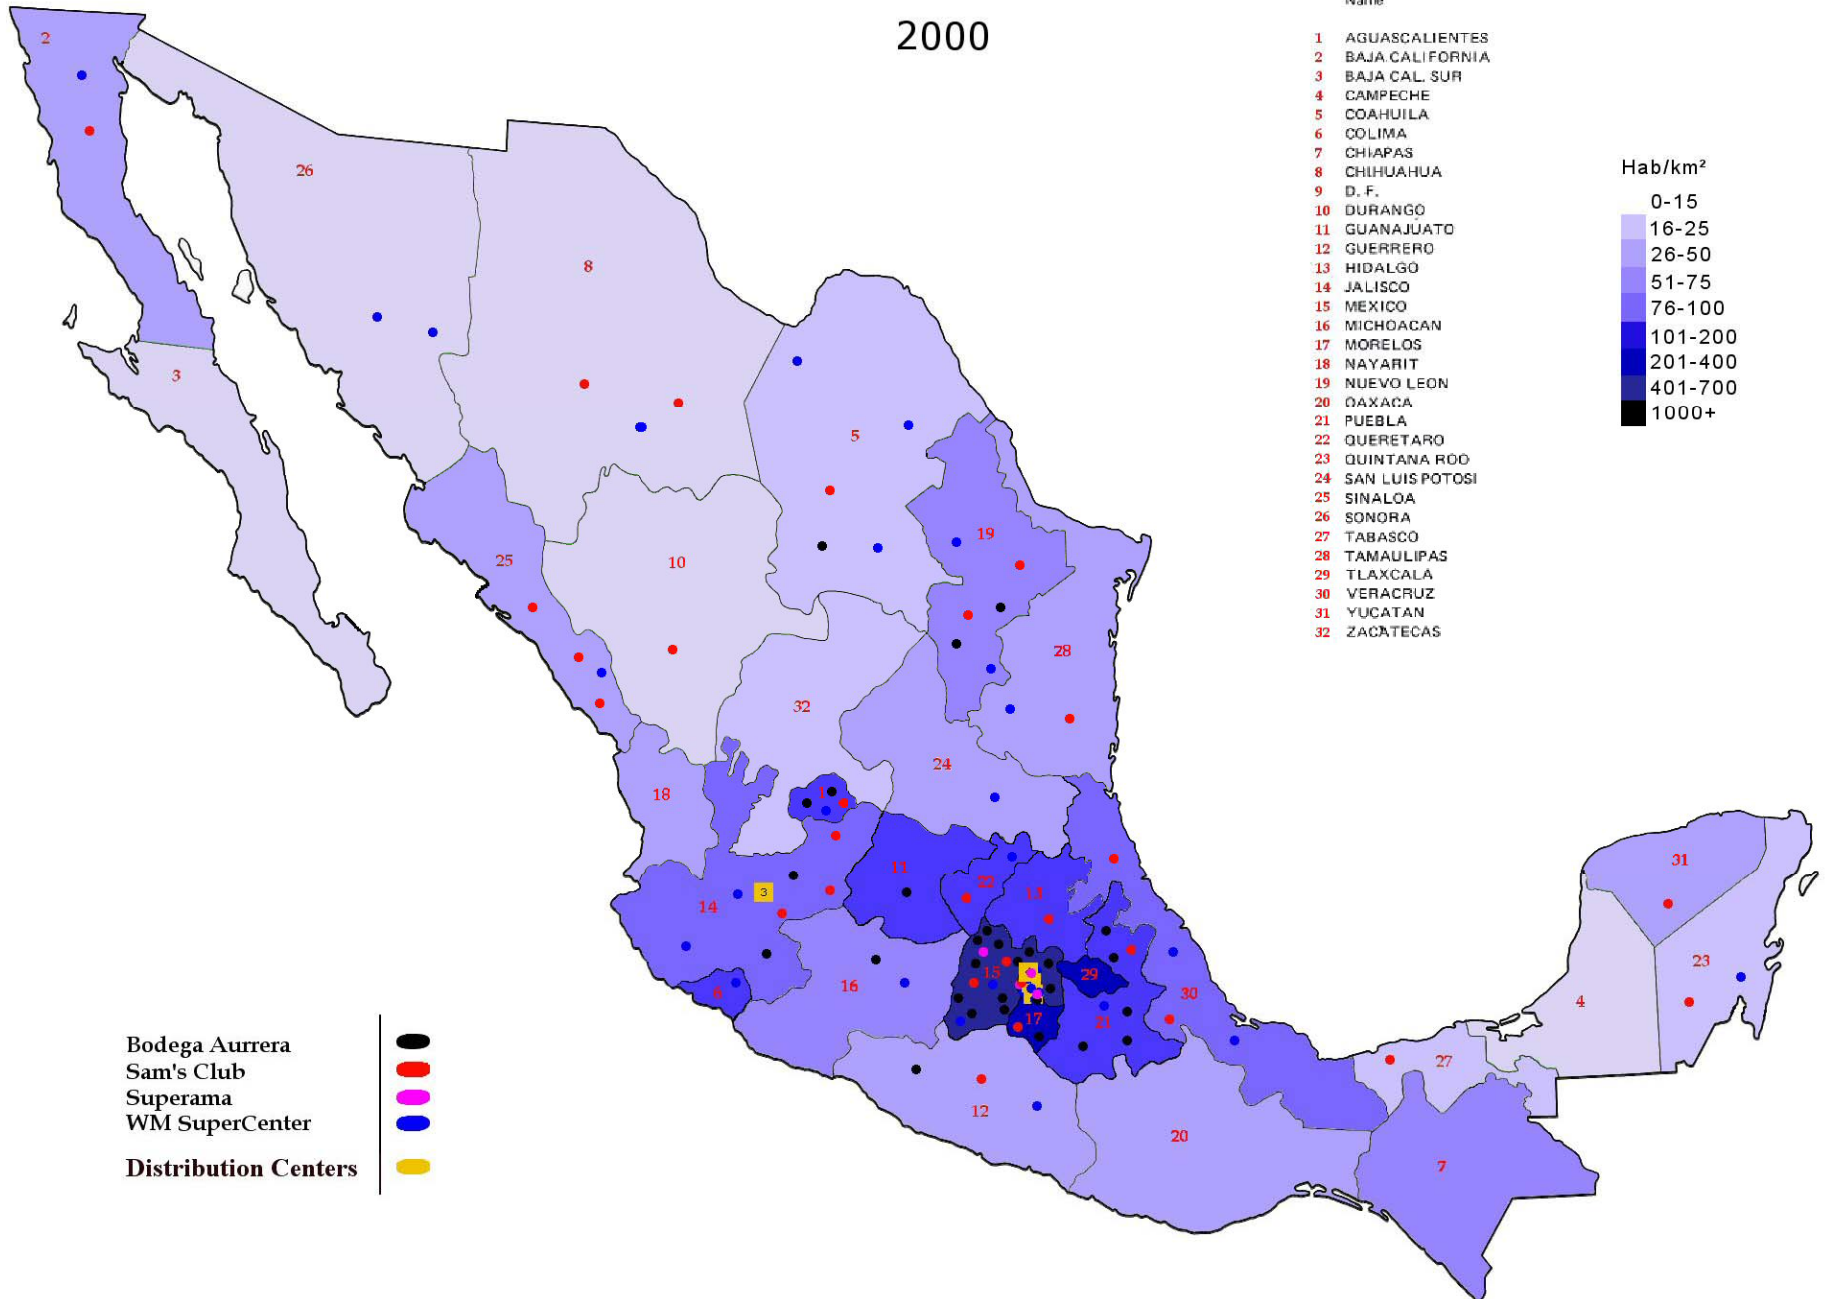 2000
Name
1 AGUASCALIENTES
2 BAJA CALIFORNIA
3 BAJA CAL. SUR
4 CAMPECHE
5 COAHUILA
6 COLIMA
7 CHIAPAS
8 CHIHUAHUA
9 D. F.
10 DURANGO
11 GUANAJUATO
12 GUERRERO
13 HIDALGO
14 JALISCO
15 MEXICO
16 MICHOACAN
17 MORELOS
18 NAYARIT
19 NUEVO LEON
20 OAXACA
21 PUEBLA
22 QUERETARO
23 QUINTANA ROO
24 SAN LUIS POTOSI
25 SINALOA
26 SONORA
27 TABASCO
28 TAMAULIPAS
29 TLAXCALA
30 VERACRUZ
31 YUCATAN
32 ZACATECAS
Hab/km²
0-15
16-25
26-50
51-75
76-100
101-200
201-400
401-700
1000+
2
26
8
3
5
19
25
10
28
32
24
18
1
11
22
13
31
14
3
23
15
29
16
6
30
4
17
21
27
12
20
7
Bodega Aurrera
Sam's Club
Superama
WM SuperCenter
Distribution Centers